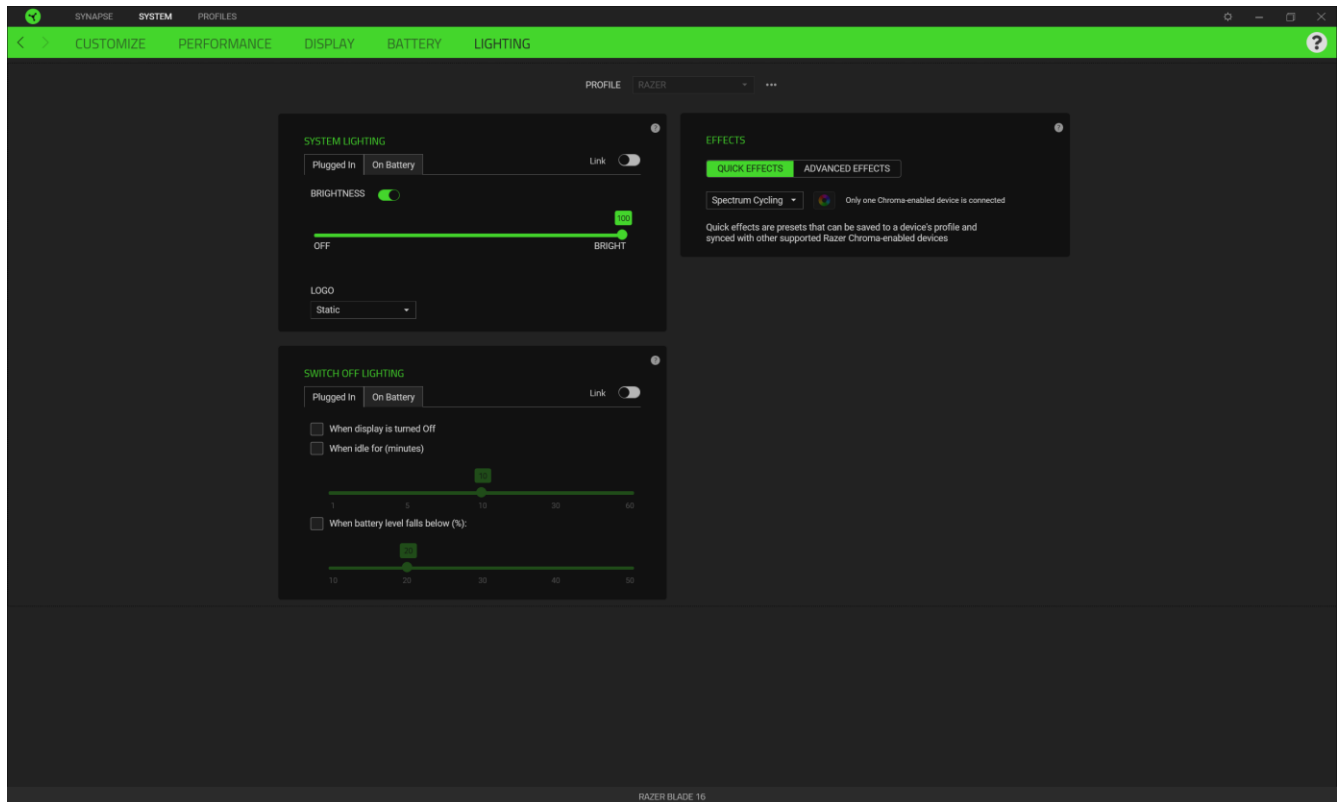 SYNAPSE SYSTEM PROFILES
CUSTOMIZE PERFORMANCE DISPLAY BATTERY LIGHTING ?
PROFILE RAZER
SYSTEM LIGHTING
Plugged In On Battery Link
BRIGHTNESS
100
OFF BRIGHT
LOGO
Static
EFFECTS
QUICK EFFECTS ADVANCED EFFECTS
Spectrum Cycling Only one Chroma-enabled device is connected
Quick effects are presets that can be saved to a device's profile and
synced with other supported Razer Chroma-enabled devices
SWITCH OFF LIGHTING
Plugged In On Battery Link
When display is turned Off
When idle for (minutes)
10
1 5 10 30 60
When battery level falls below (%):
20
10 20 30 40 50
RAZER BLADE 16